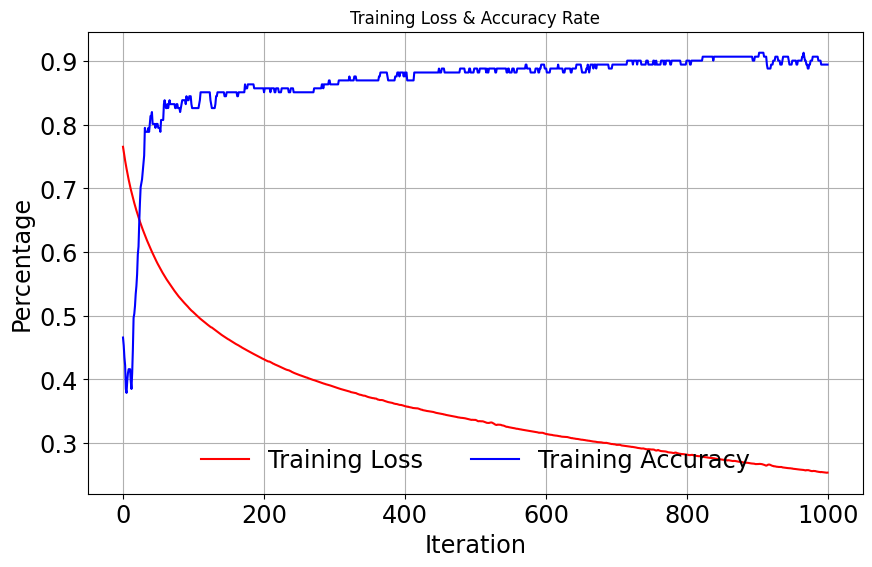 Training Loss & Accuracy Rate
Percentage
0.9
0.8
0.7
0.6
0.5
0.4
0.3
Training Loss
Training Accuracy
0
200
400
600
800
1000
Iteration